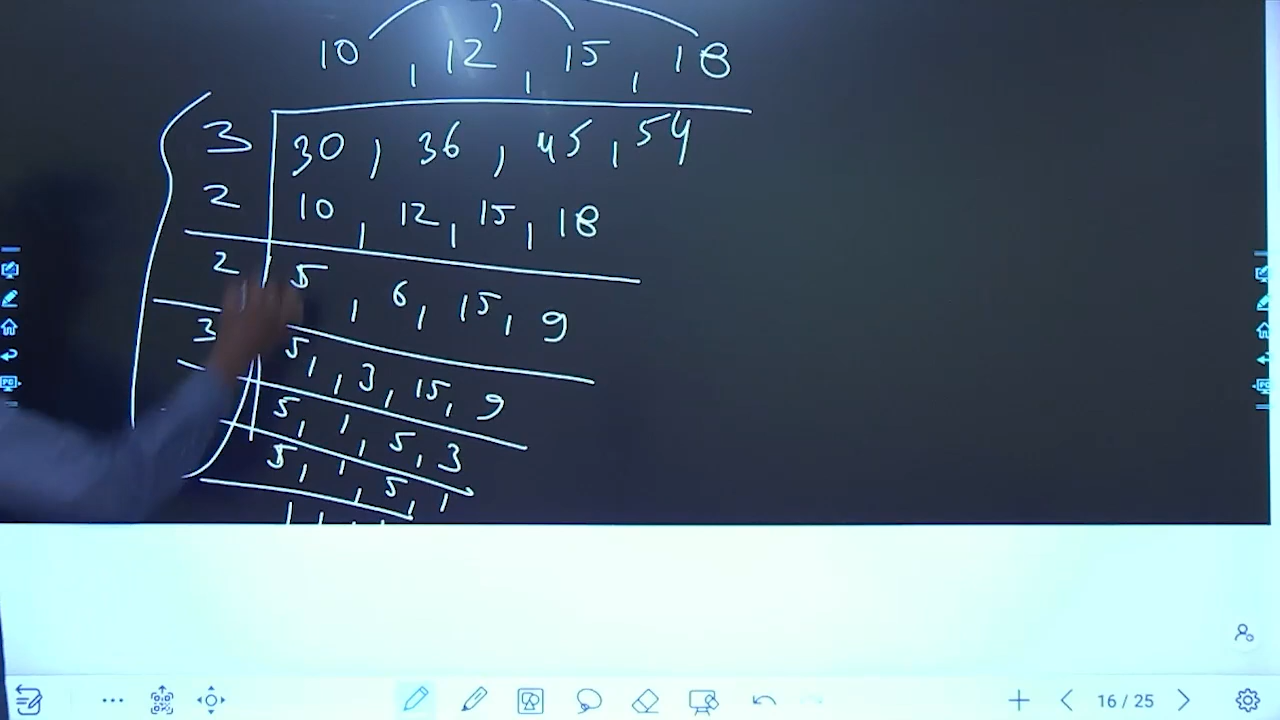 10 , 12 , 15 , 18
3 30 , 36 , 45 , 54
2 10 , 12 , 15 , 18
2 5 , 6 , 15 , 9
3 5 , 3 , 15 , 9
5 , 1 , 5 , 3
5 , 1 , 5 , 1
16 / 25